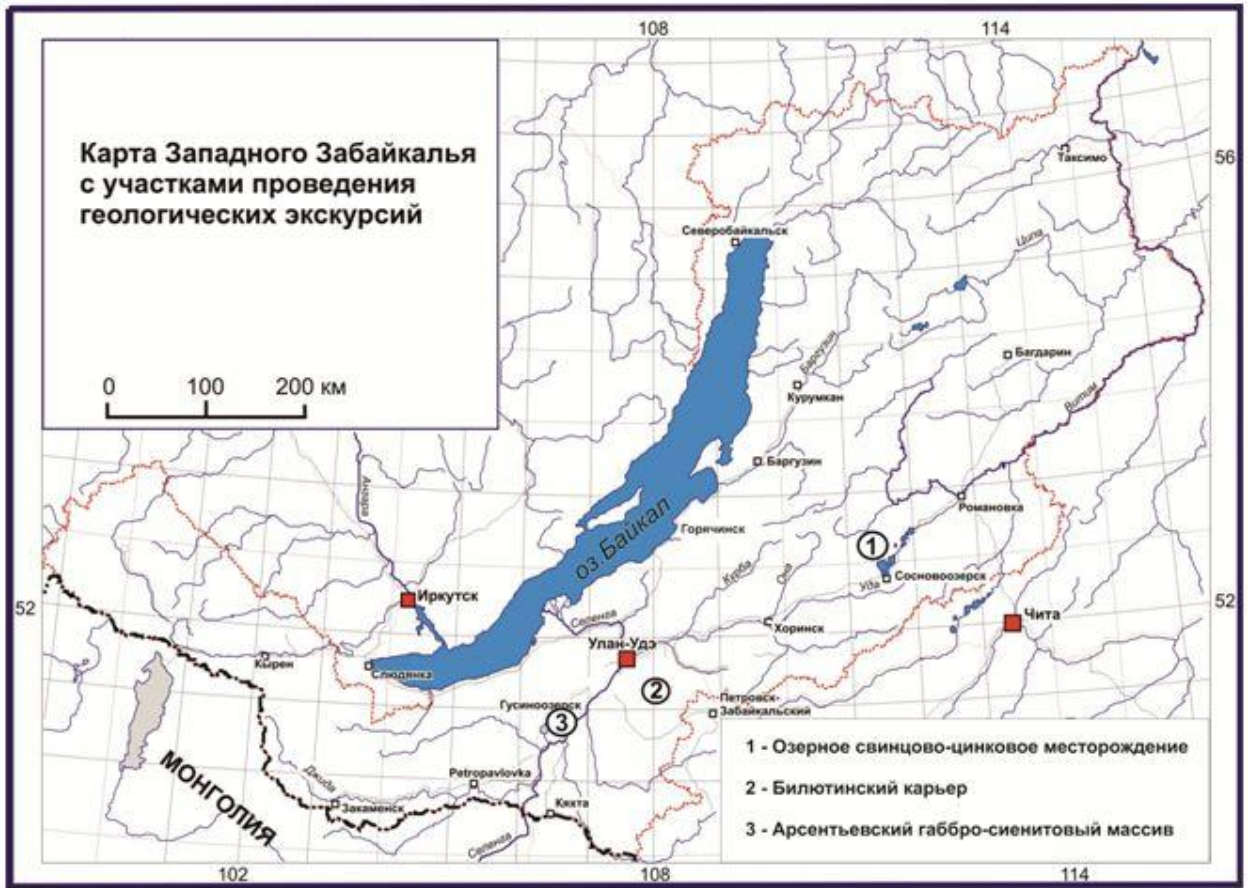 108 114
Карта Западного Забайкалья
с участками проведения
геологических экскурсий
0 100 200 км
56
Таксимо
Северобайкальск
Ципа
Баргузин
Багдарин
Курумкан
Витим
Баргузин
Ангара
Романовка
Горячинск
оз.Байкал
1
Курба
Она
Уда
Сосновоозерск
52
Иркутск
52
Селенга
Хоринск
Чита
Улан-Удэ
Кырен
Слюдянка
2
Гусиноозерск
3
Петровск-
Забайкальский
МОНГОЛИЯ
Джида
Petropavlovka
Закаменск
Кяхта
Селенга
1 - Озерное свинцово-цинковое месторождение
2 - Билютинский карьер
3 - Арсентьевский габбро-сиенитовый массив
102 108 114